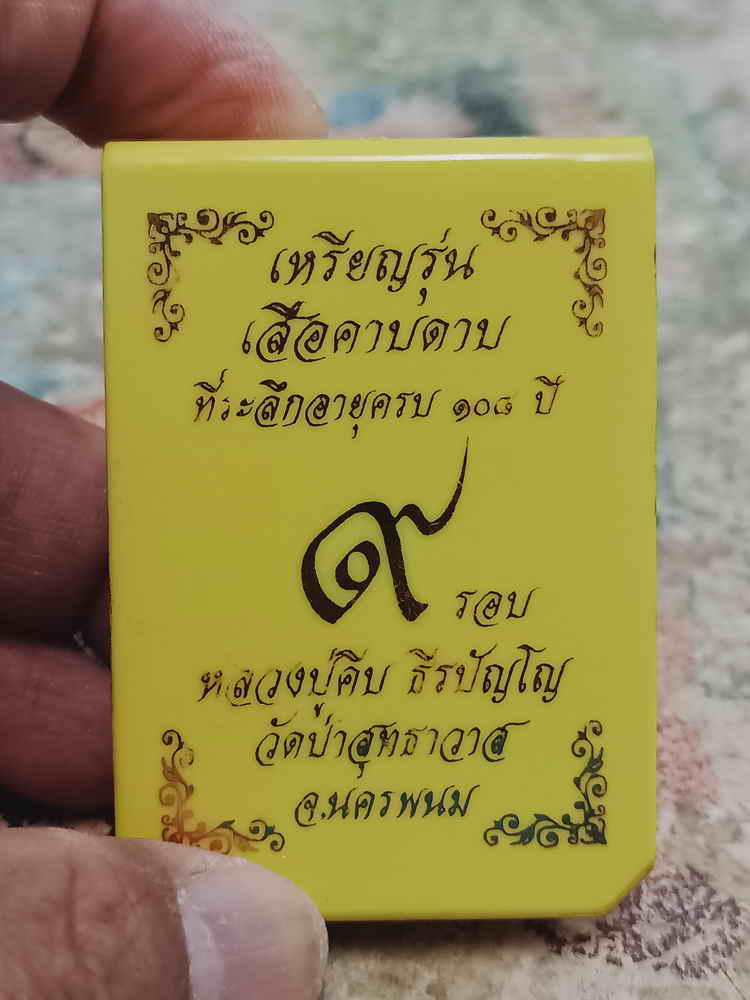 เหรียญรุ่น
เสือคาบดาบ
ที่ระลึกอายุครบ ๑๐๘ ปี
๙ รอบ
หลวงปู่คีบ ธีรปัญโญ
วัดป่าสุทธาวาส
จ.นครพนม